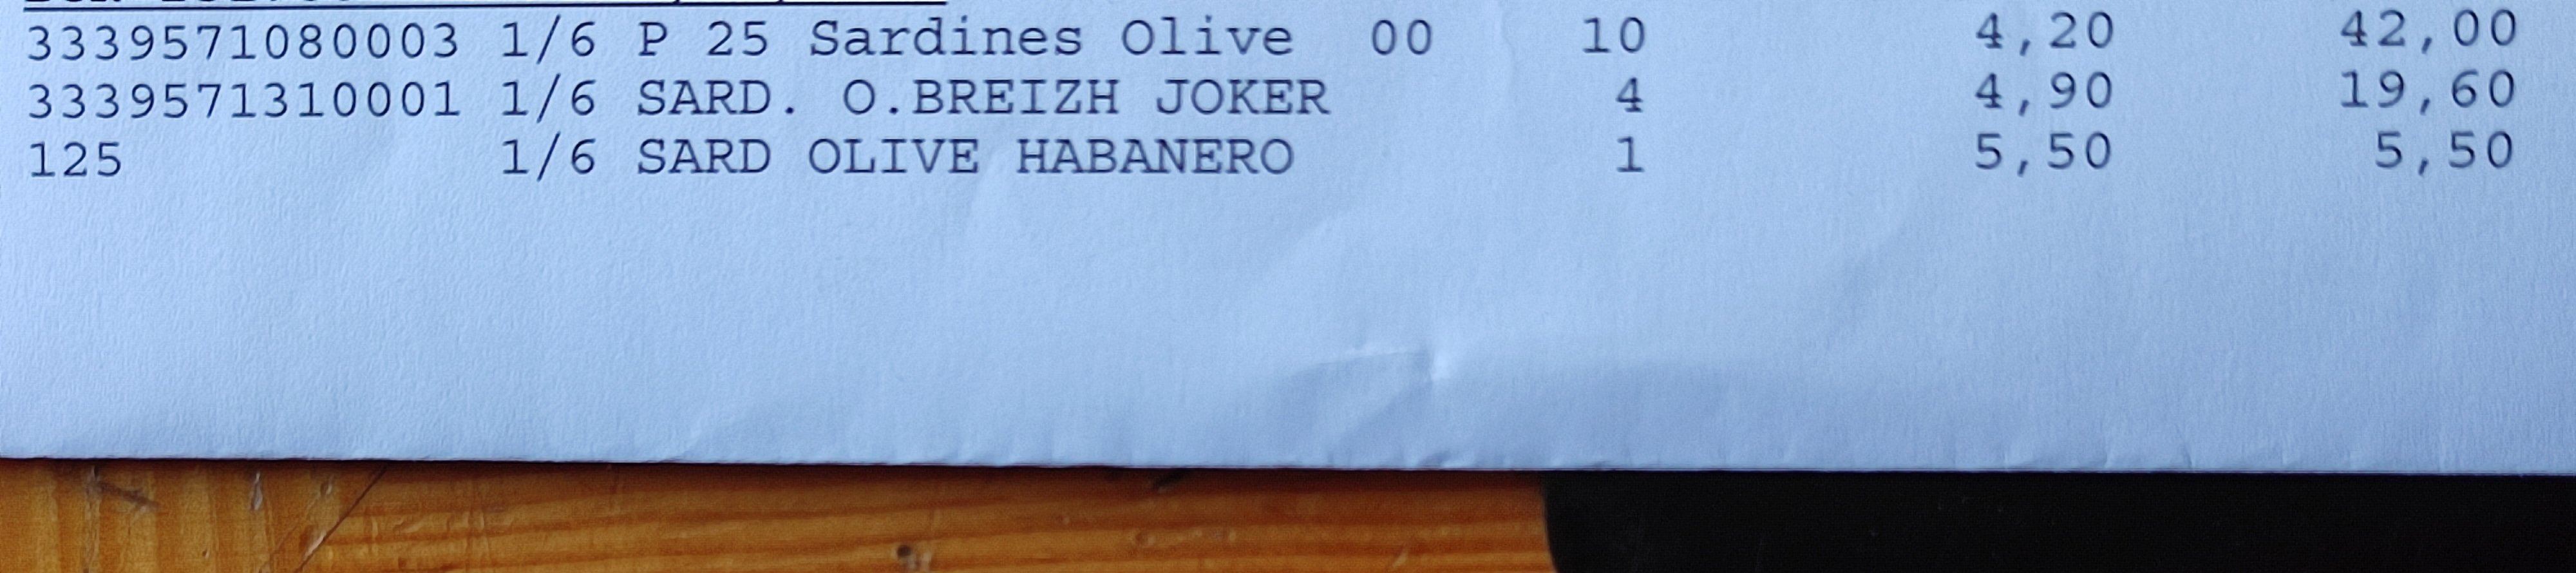 3339571080003 1/6 P 25 Sardines Olive 00 10 4,20 42,00
3339571310001 1/6 SARD. O.BREIZH JOKER 4 4,90 19,60
125 1/6 SARD OLIVE HABANERO 1 5,50 5,50